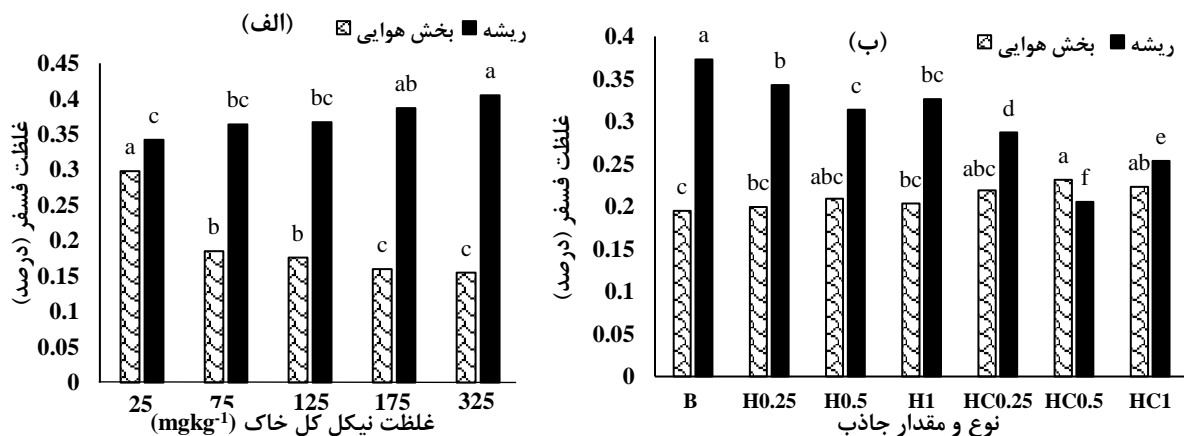 (الف)
بخش هوایی ریشه
غلظت فسفر (درصد)
0.45
0.4
0.35
0.3
0.25
0.2
0.15
0.1
0.05
0
a c b bc b bc c ab c a
25 75 125 175 325
غلظت نیکل کل خاک (mgkg-1)
(ب)
بخش هوایی ریشه
غلظت فسفر (درصد)
0.4
0.35
0.3
0.25
0.2
0.15
0.1
0.05
0
c a bc b abc c bc bc abc d a f ab e
B H0.25 H0.5 H1 HC0.25 HC0.5 HC1
نوع و مقدار جاذب